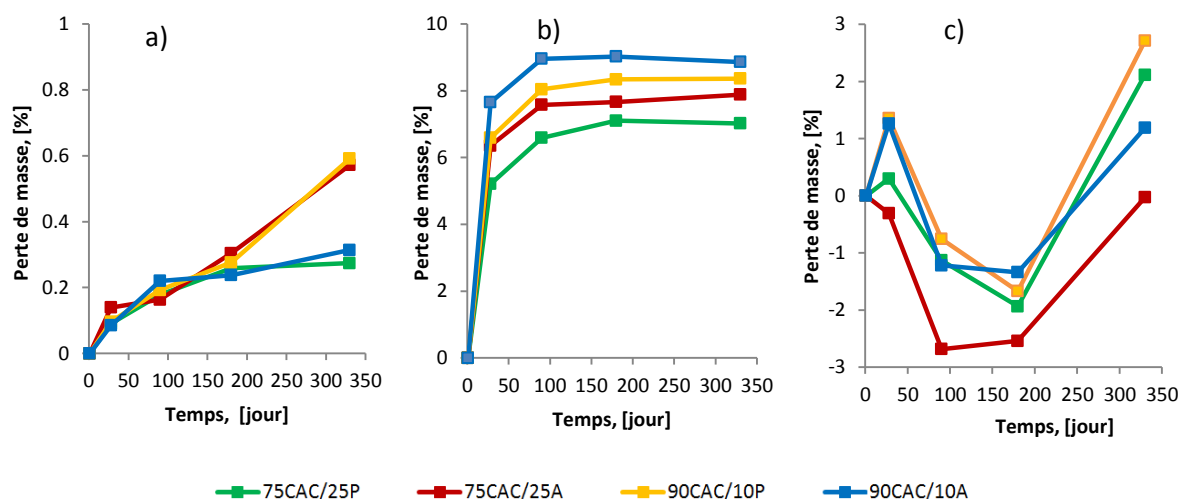 a)
1
0.8
0.6
0.4
0.2
0
0 50 100 150 200 250 300 350
Perte de masse, [%]
Temps, [jour]
b)
10
8
6
4
2
0
0 50 100 150 200 250 300 350
Perte de masse, [%]
Temps, [jour]
c)
3
2
1
0
-1
-2
-3
0 50 100 150 200 250 300 350
Perte de masse, [%]
Temps, [jour]
75CAC/25P 75CAC/25A 90CAC/10P 90CAC/10A